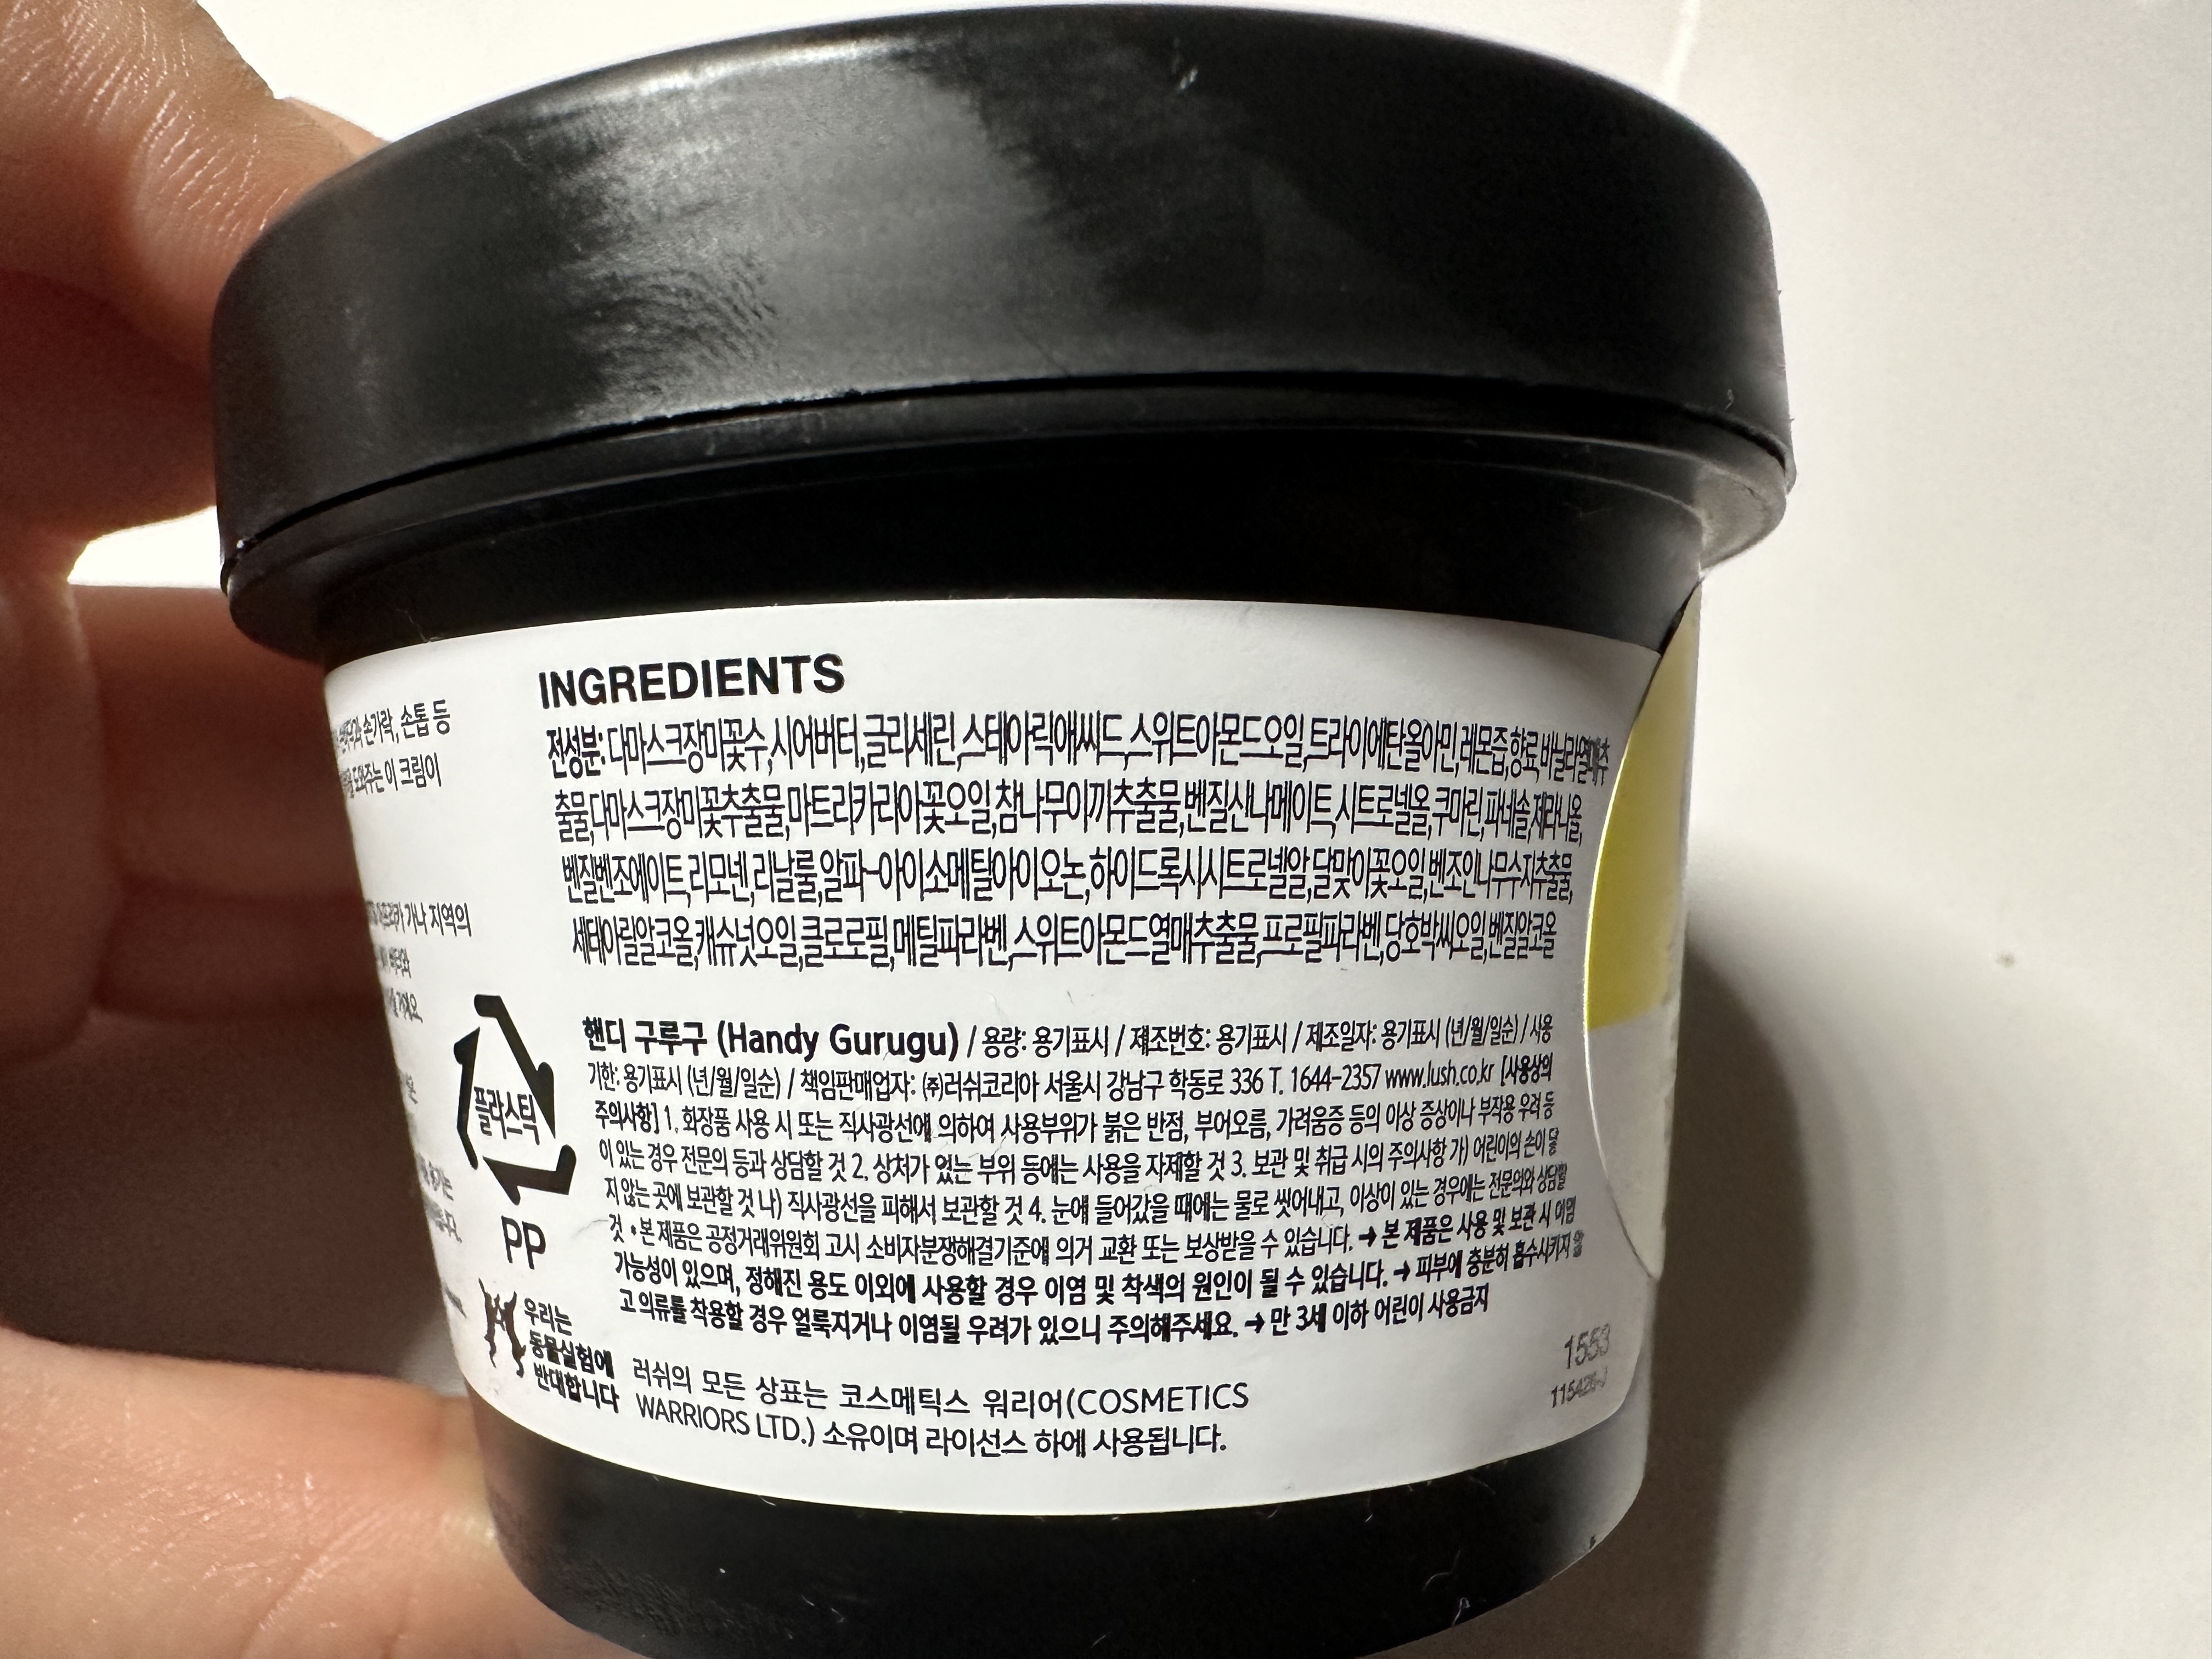 손가락, 손톱 등
도와주는 이 크림이
가나 지역의
플라스틱
PP
우리는
동물실험에
반대합니다
INGREDIENTS
전성분: 다마스크장미꽃수,시어버터,글리세린,스테아릭애씨드,스위트아몬드오일,트라이에탄올아민,레몬즙,향료,바닐라열매추
출물,다마스크장미꽃추출물,마트리카리아꽃오일,참나무이끼추출물,벤질신나메이트,시트로넬올,쿠마린,파네솔,제라니올,
벤질벤조에이트,리모넨,리날룰,알파-아이소메틸아이오논,하이드록시시트로넬알,달맞이꽃오일,벤조인나무수지추출물,
세테아릴알코올,캐슈넛오일,클로로필,메틸파라벤,스위트아몬드열매추출물,프로필파라벤,당호박씨오일,벤질알코올
핸디 구루구 (Handy Gurugu) / 용량: 용기표시 / 제조번호: 용기표시 / 제조일자: 용기표시 (년/월/일순) / 사용
기한: 용기표시 (년/월/일순) / 책임판매업자: ㈜러쉬코리아 서울시 강남구 학동로 336 T. 1644-2357 www.lush.co.kr [사용상의
주의사항] 1. 화장품 사용 시 또는 직사광선에 의하여 사용부위가 붉은 반점, 부어오름, 가려움증 등의 이상 증상이나 부작용 우려 등
이 있는 경우 전문의 등과 상담할 것 2. 상처가 있는 부위 등에는 사용을 자제할 것 3. 보관 및 취급 시의 주의사항 가) 어린이의 손이 닿
지 않는 곳에 보관할 것 나) 직사광선을 피해서 보관할 것 4. 눈에 들어갔을 때에는 물로 씻어내고, 이상이 있는 경우에는 전문의와 상담할
것 • 본 제품은 공정거래위원회 고시 소비자분쟁해결기준에 의거 교환 또는 보상받을 수 있습니다. → 본 제품은 사용 및 보관 시 이염
가능성이 있으며, 정해진 용도 이외에 사용할 경우 이염 및 착색의 원인이 될 수 있습니다. → 피부에 충분히 흡수시키지 않
고 의류를 착용할 경우 얼룩지거나 이염될 우려가 있으니 주의해주세요. → 만 3세 이하 어린이 사용금지
러쉬의 모든 상표는 코스메틱스 워리어(COSMETICS
WARRIORS LTD.) 소유이며 라이선스 하에 사용됩니다.
1553